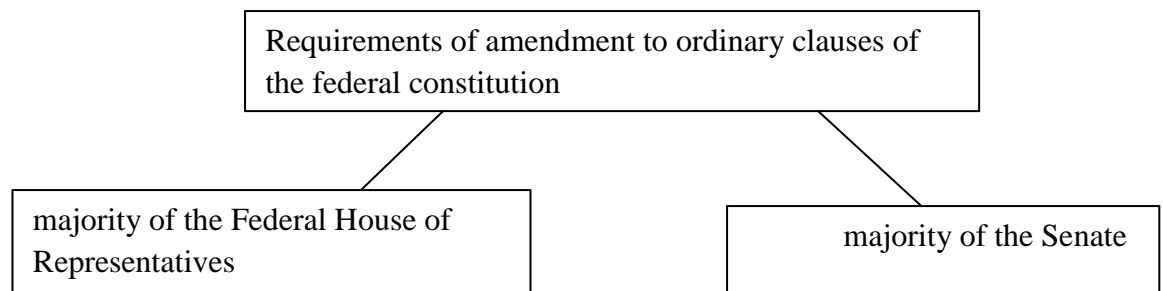 Requirements of amendment to ordinary clauses of
the federal constitution
majority of the Federal House of
Representatives
majority of the Senate